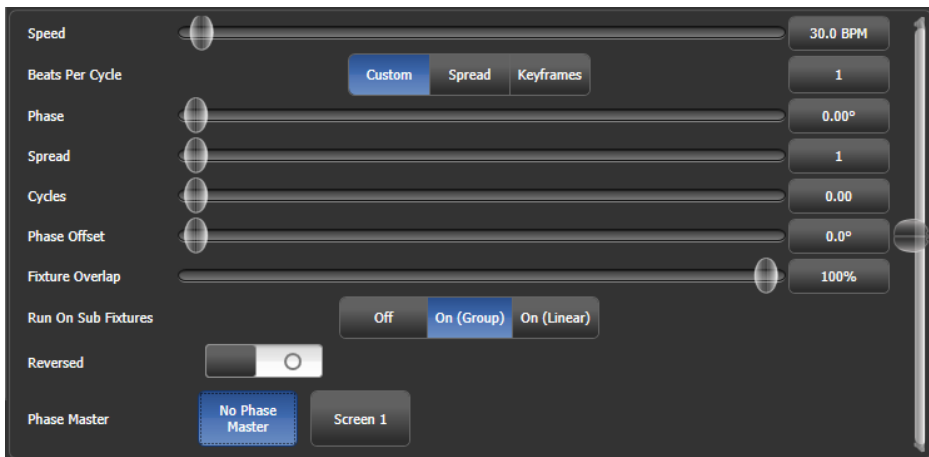 Speed 30.0 BPM
Beats Per Cycle Custom Spread Keyframes 1
Phase 0.00°
Spread 1
Cycles 0.00
Phase Offset 0.0°
Fixture Overlap 100%
Run On Sub Fixtures Off On (Group) On (Linear)
Reversed
Phase Master No Phase Master Screen 1